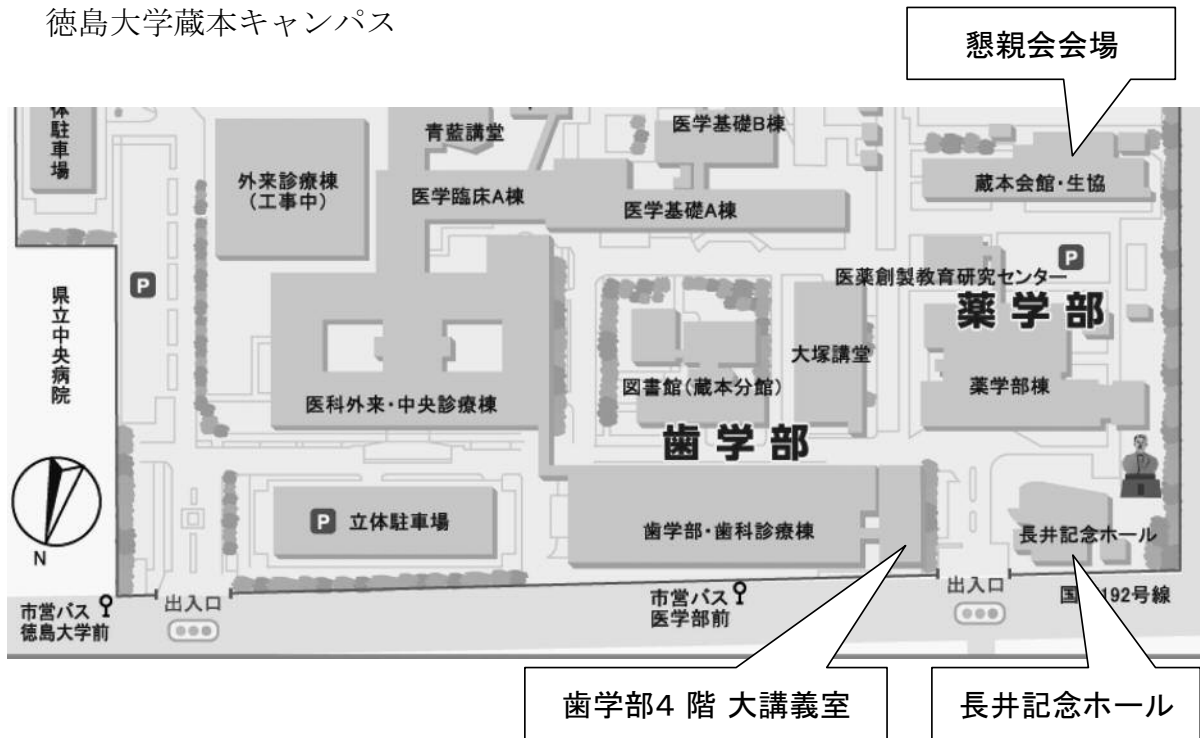 徳島大学蔵本キャンパス
懇親会会場
体駐車場
青藍講堂
医学基礎B棟
外来診療棟
(工事中)
医学臨床A棟
医学基礎A棟
蔵本会館・生協
P
P
医薬創製教育研究センター
薬学部
県立中央病院
大塚講堂
図書館(蔵本分館)
薬学部棟
医科外来・中央診療棟
歯学部
P 立体駐車場
歯学部・歯科診療棟
長井記念ホール
N
市営バス
徳島大学前
出入口
市営バス
医学部前
出入口
国
192号線
歯学部4 階 大講義室
長井記念ホール